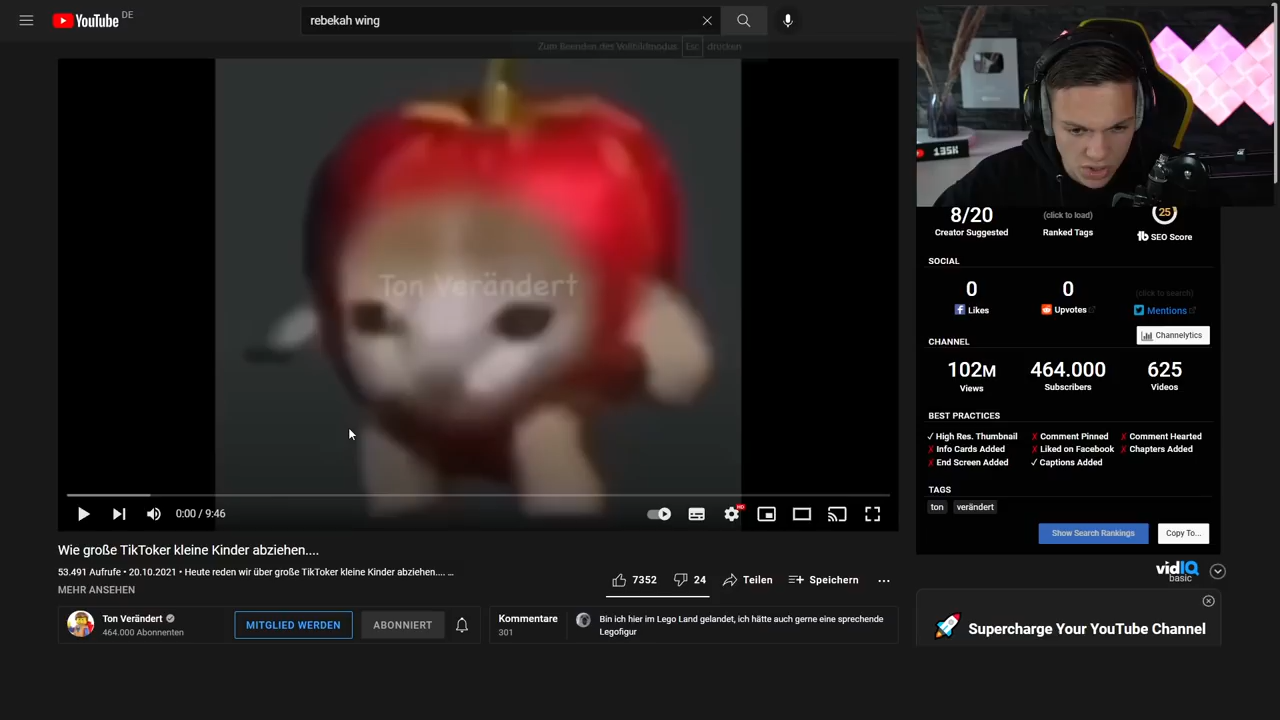 YouTube DE
rebekah wing
Zum Beenden des Vollbildmodus Esc drücken
135K
Ton Verändert
8/20
Creator Suggested
(click to load)
Ranked Tags
25
tb SEO Score
SOCIAL
0
Likes
0
Upvotes
(click to search)
Mentions
Channelytics
CHANNEL
102M
Views
464.000
Subscribers
625
Videos
BEST PRACTICES
✓ High Res. Thumbnail
✗ Comment Pinned
✗ Comment Hearted
✗ Info Cards Added
✗ Liked on Facebook
✗ Chapters Added
✗ End Screen Added
✓ Captions Added
TAGS
ton
verändert
Show Search Rankings
Copy To...
vidIQ
basic
Supercharge Your YouTube Channel
0:00 / 9:46
HD
Wie große TikToker kleine Kinder abziehen....
53.491 Aufrufe • 20.10.2021 • Heute reden wir über große TikToker kleine Kinder abziehen.... …
MEHR ANSEHEN
7352
24
Teilen
Speichern
Ton Verändert
464.000 Abonnenten
MITGLIED WERDEN
ABONNIERT
Kommentare
301
Bin ich hier im Lego Land gelandet, ich hätte auch gerne eine sprechende
Legofigur